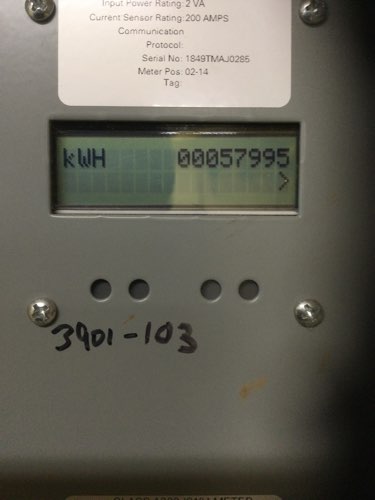 Input Power Rating: 2 VA
Current Sensor Rating: 200 AMPS
Communication
Protocol:
Serial No: 1849TMAJ0285
Meter Pos: 02-14
Tag:
kWH 00057995
>
3901-103